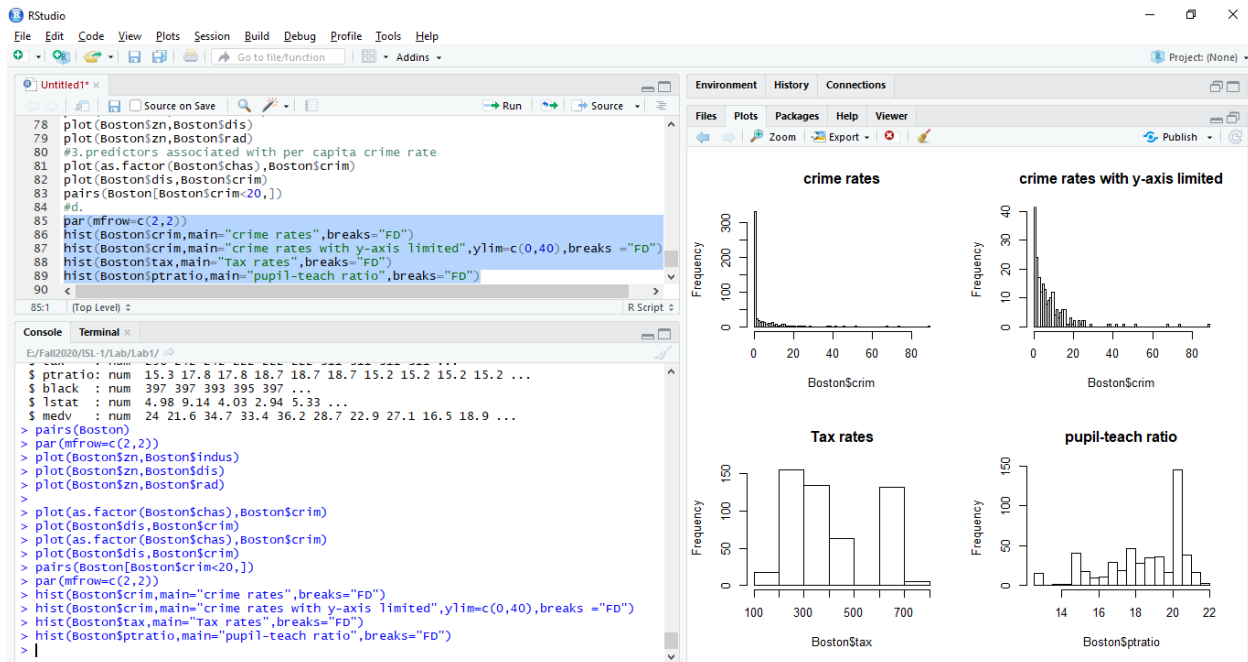 RStudio
File Edit Code View Plots Session Build Debug Profile Tools Help
Go to file/function Addins Project: (None)
Untitled1*
Source on Save Run Source
78 plot(Boston$zn,Boston$dis)
79 plot(Boston$zn,Boston$rad)
80 #3.predictors associated with per capita crime rate
81 plot(as.factor(Boston$chas),Boston$crim)
82 plot(Boston$dis,Boston$crim)
83 pairs(Boston[Boston$crim<20,])
84 #d.
85 par(mfrow=c(2,2))
86 hist(Boston$crim,main="crime rates",breaks="FD")
87 hist(Boston$crim,main="crime rates with y-axis limited",ylim=c(0,40),breaks ="FD")
88 hist(Boston$tax,main="Tax rates",breaks="FD")
89 hist(Boston$ptratio,main="pupil-teach ratio",breaks="FD")
90
85:1 (Top Level) R Script
Console Terminal
E:/Fall2020/ISL-1/Lab/Lab1/
$ ptratio: num 15.3 17.8 17.8 18.7 18.7 18.7 15.2 15.2 15.2 15.2 ...
$ black : num 397 397 393 395 397 ...
$ lstat : num 4.98 9.14 4.03 2.94 5.33 ...
$ medv : num 24 21.6 34.7 33.4 36.2 28.7 22.9 27.1 16.5 18.9 ...
> pairs(Boston)
> par(mfrow=c(2,2))
> plot(Boston$zn,Boston$indus)
> plot(Boston$zn,Boston$dis)
> plot(Boston$zn,Boston$rad)
>
> plot(as.factor(Boston$chas),Boston$crim)
> plot(Boston$dis,Boston$crim)
> plot(as.factor(Boston$chas),Boston$crim)
> plot(Boston$dis,Boston$crim)
> pairs(Boston[Boston$crim<20,])
> par(mfrow=c(2,2))
> hist(Boston$crim,main="crime rates",breaks="FD")
> hist(Boston$crim,main="crime rates with y-axis limited",ylim=c(0,40),breaks ="FD")
> hist(Boston$tax,main="Tax rates",breaks="FD")
> hist(Boston$ptratio,main="pupil-teach ratio",breaks="FD")
>
Environment History Connections
Files Plots Packages Help Viewer
Zoom Export Publish
crime rates
Frequency
0 100 200 300
0 20 40 60 80
Boston$crim
crime rates with y-axis limited
Frequency
0 10 20 30 40
0 20 40 60 80
Boston$crim
Tax rates
Frequency
0 50 100 150
100 300 500 700
Boston$tax
pupil-teach ratio
Frequency
0 50 100 150
14 16 18 20 22
Boston$ptratio